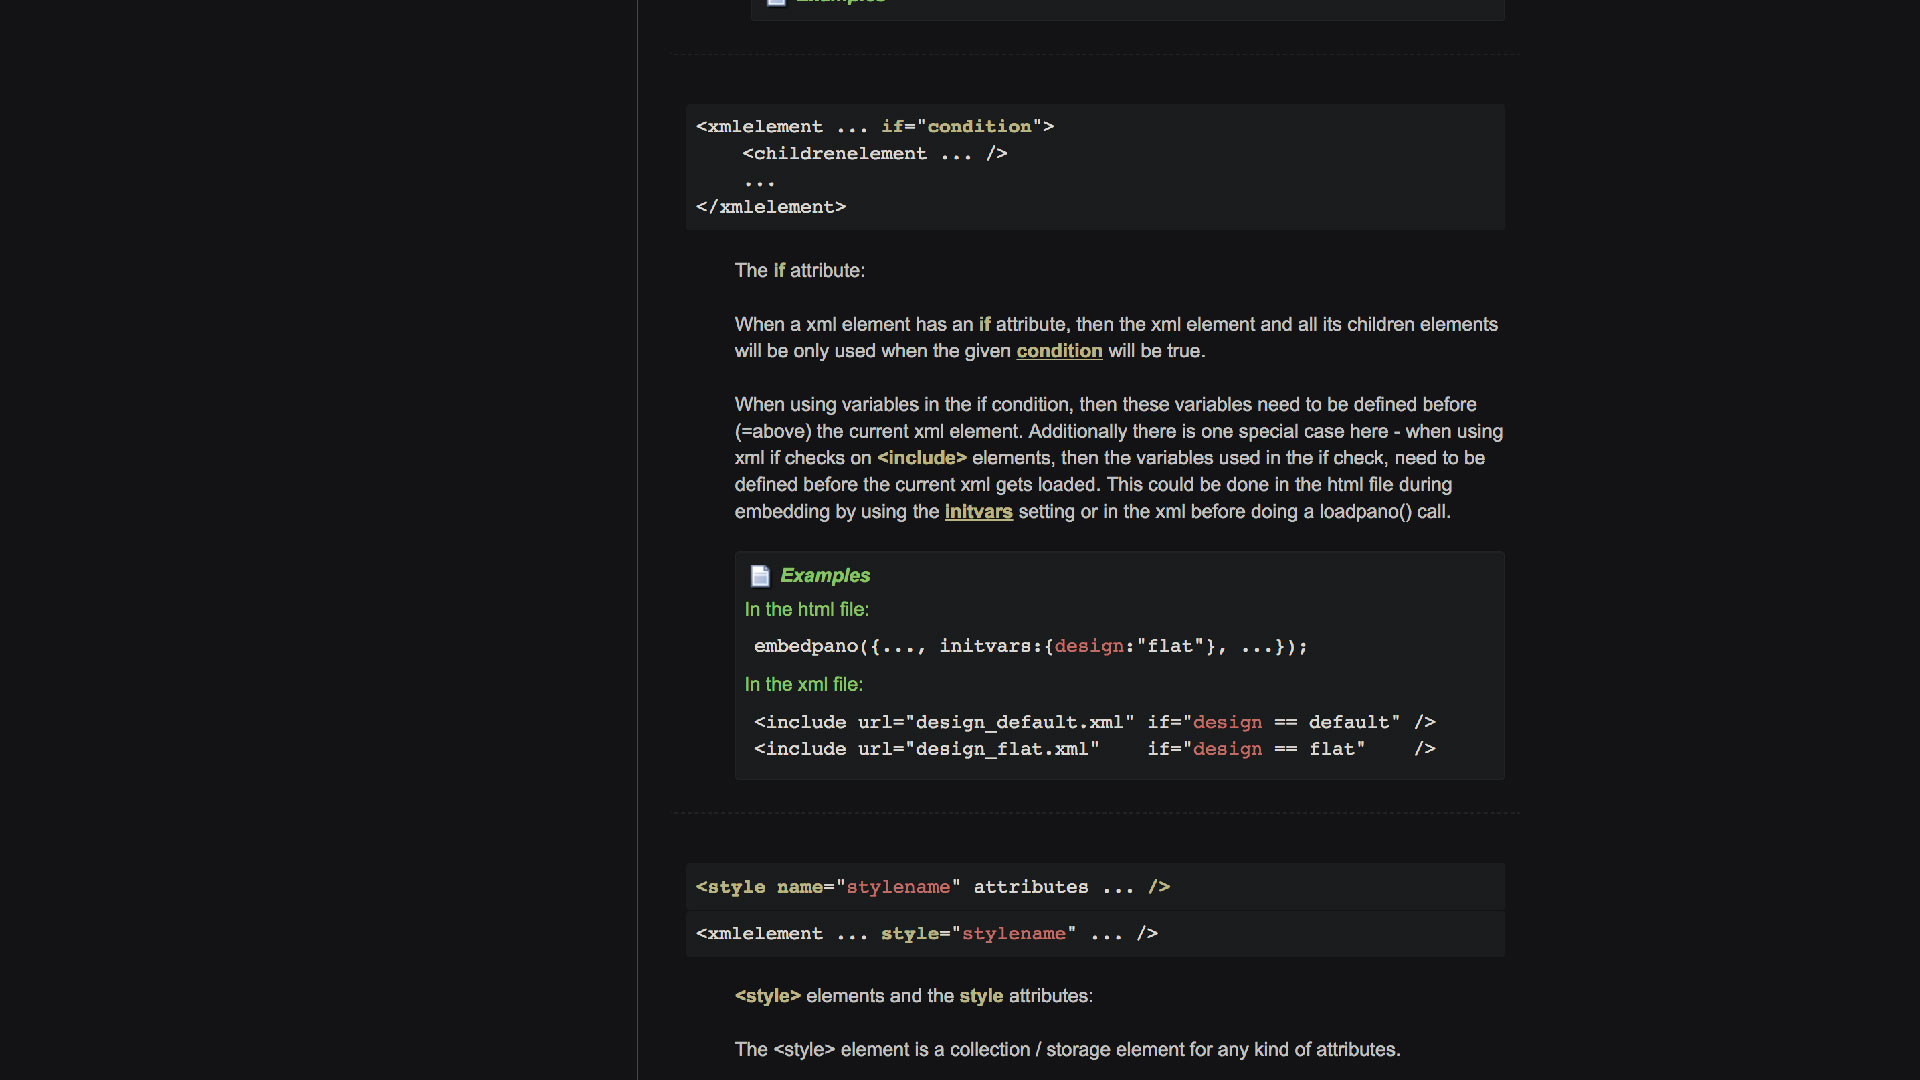 Examples
<xmlelement ... if="condition">
<childrenelement ... />
...
</xmlelement>
The if attribute:
When a xml element has an if attribute, then the xml element and all its children elements
will be only used when the given condition will be true.
When using variables in the if condition, then these variables need to be defined before
(=above) the current xml element. Additionally there is one special case here - when using
xml if checks on <include> elements, then the variables used in the if check, need to be
defined before the current xml gets loaded. This could be done in the html file during
embedding by using the initvars setting or in the xml before doing a loadpano() call.
Examples
In the html file:
embedpano({..., initvars:{design:"flat"}, ...});
In the xml file:
<include url="design_default.xml" if="design == default" />
<include url="design_flat.xml"    if="design == flat"    />
<style name="stylename" attributes ... />
<xmlelement ... style="stylename" ... />
<style> elements and the style attributes:
The <style> element is a collection / storage element for any kind of attributes.